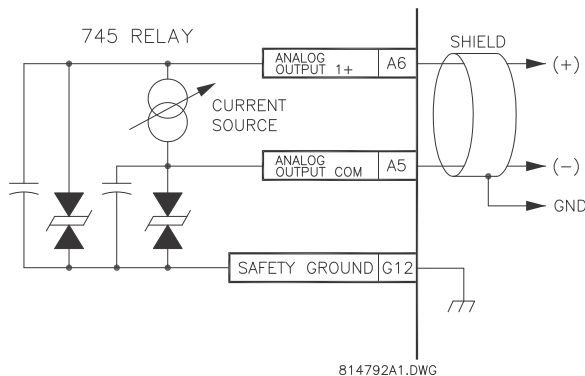 745 RELAY
ANALOG
OUTPUT 1+
A6
SHIELD
(+)
CURRENT
SOURCE
ANALOG
OUTPUT COM
A5
(−)
GND
SAFETY GROUND
G12
814792A1.DWG